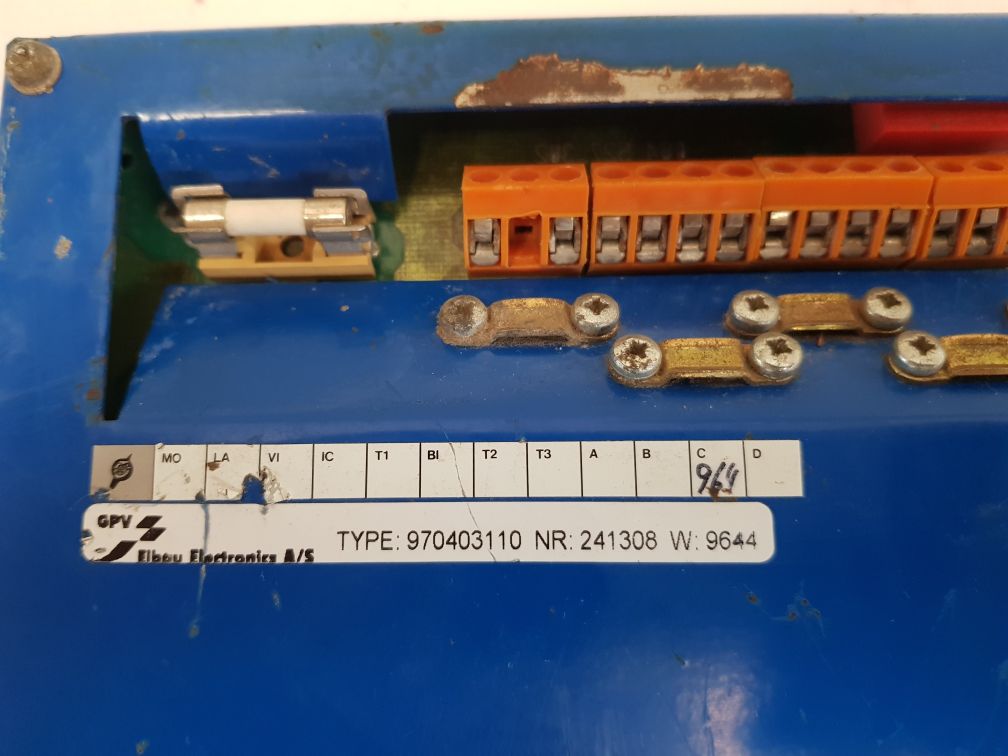 MO LA VI IC T1 BI T2 T3 A B C D
964
GPV
Elbau Electronics A/S TYPE: 970403110 NR: 241308 W: 9644